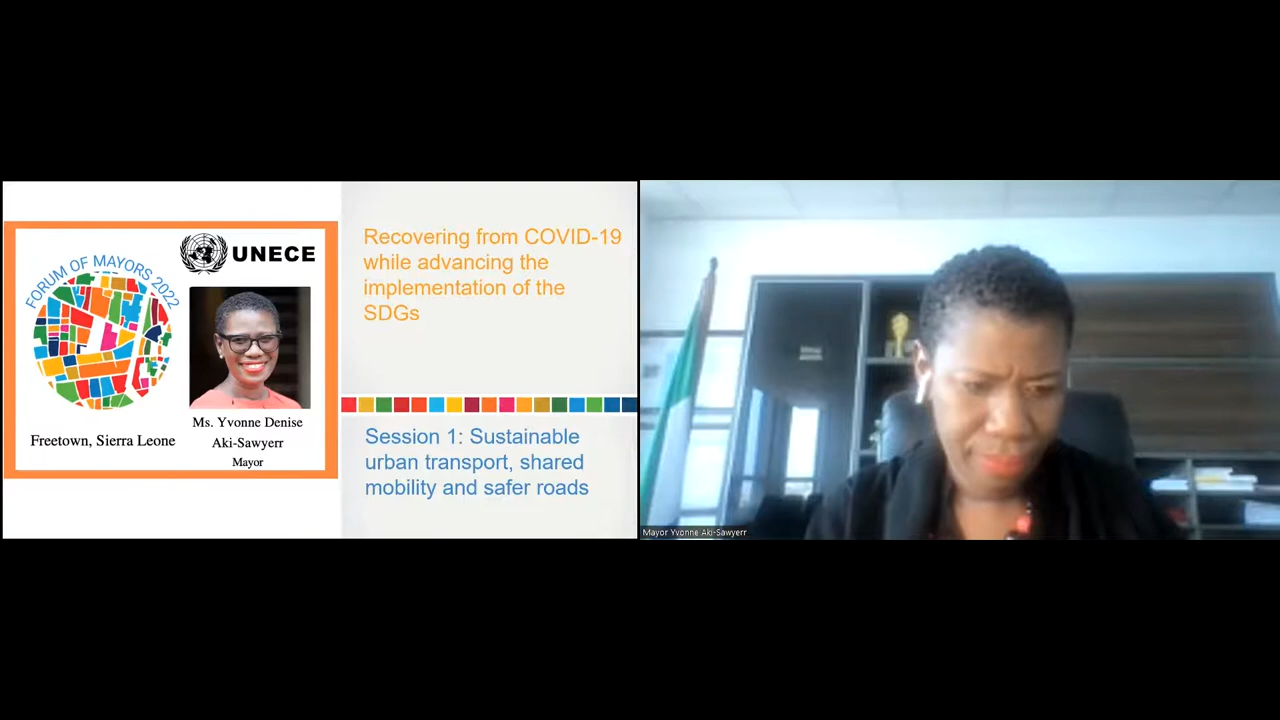 FORUM OF MAYORS 2022
UNECE
Freetown, Sierra Leone
Ms. Yvonne Denise
Aki-Sawyerr
Mayor
Recovering from COVID-19
while advancing the
implementation of the
SDGs
Session 1: Sustainable
urban transport, shared
mobility and safer roads
Mayor Yvonne Aki-Sawyerr